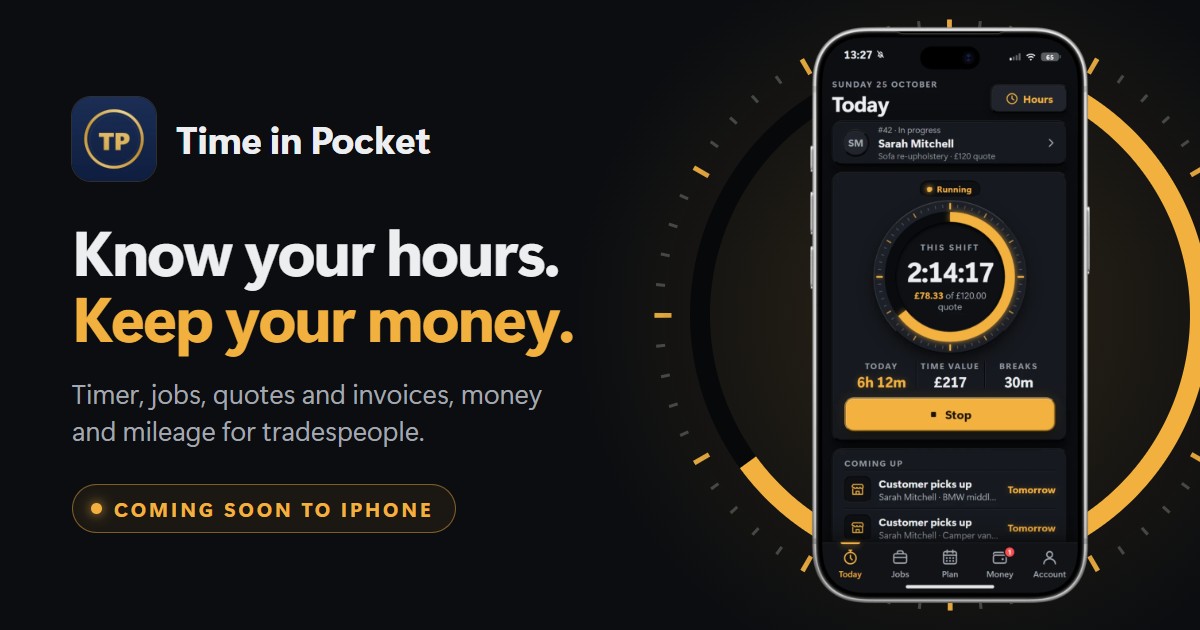 TP
Time in Pocket
Know your hours.
Keep your money.
Timer, jobs, quotes and invoices, money
and mileage for tradespeople.
COMING SOON TO IPHONE
13:27
65
SUNDAY 25 OCTOBER
Today
Hours
SM
#42 · In progress
Sarah Mitchell
Sofa re-upholstery · £120 quote
Running
THIS SHIFT
2:14:17
£78.33 of £120.00
quote
TODAY
TIME VALUE
BREAKS
6h 12m
£217
30m
Stop
COMING UP
Customer picks up
Sarah Mitchell · BMW middl...
Tomorrow
Customer picks up
Sarah Mitchell · Camper van...
Tomorrow
1
Today
Jobs
Plan
Money
Account